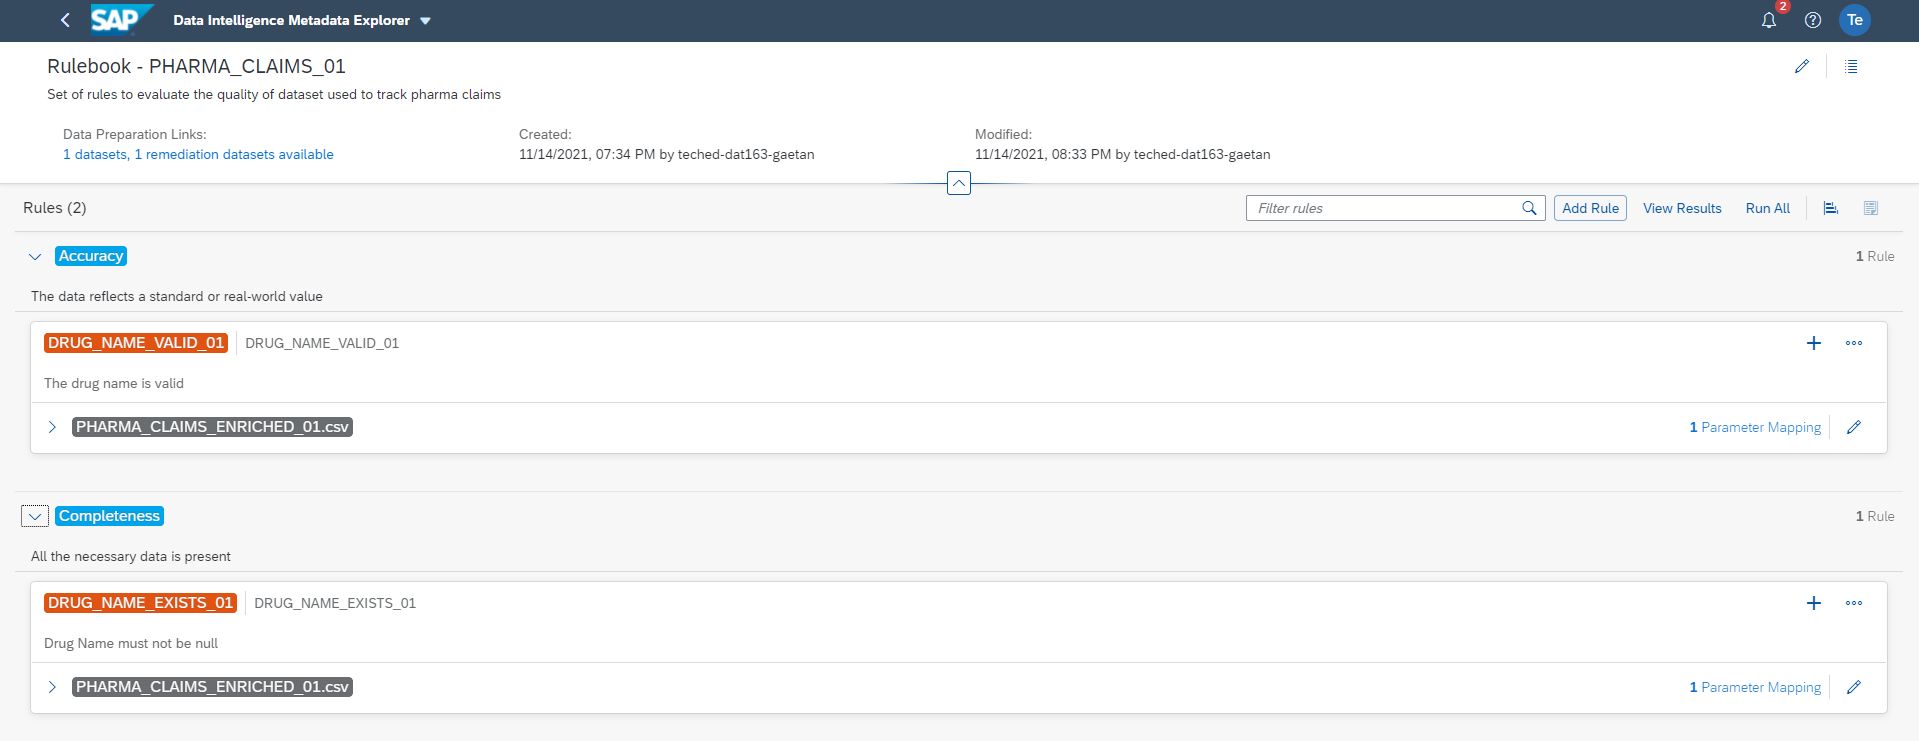 SAP Data Intelligence Metadata Explorer 2 Te
Rulebook - PHARMA_CLAIMS_01
Set of rules to evaluate the quality of dataset used to track pharma claims
Data Preparation Links: Created: Modified:
1 datasets, 1 remediation datasets available 11/14/2021, 07:34 PM by teched-dat163-gaetan 11/14/2021, 08:33 PM by teched-dat163-gaetan
Rules (2) Filter rules Add Rule View Results Run All
Accuracy 1 Rule
The data reflects a standard or real-world value
DRUG_NAME_VALID_01 DRUG_NAME_VALID_01
The drug name is valid
PHARMA_CLAIMS_ENRICHED_01.csv 1 Parameter Mapping
Completeness 1 Rule
All the necessary data is present
DRUG_NAME_EXISTS_01 DRUG_NAME_EXISTS_01
Drug Name must not be null
PHARMA_CLAIMS_ENRICHED_01.csv 1 Parameter Mapping